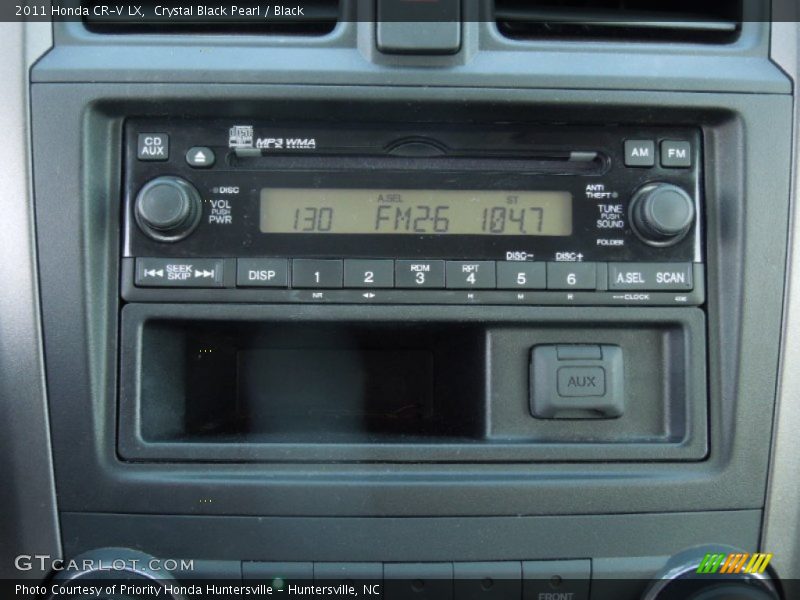 2011 Honda CR-V LX,  Crystal Black Pearl / Black
CD AUX
MP3 WMA
AM
FM
DISC
VOL PUSH PWR
A.SEL
ST
130 FM2-6 104.7
ANTI THEFT
TUNE PUSH SOUND
FOLDER
SEEK SKIP
DISP
1
2
RDM 3
RPT 4
DISC- 5
DISC+ 6
A.SEL
SCAN
NR
H
M
R
CLOCK
AUX
FRONT
GTCARLOT.COM
Photo Courtesy of Priority Honda Huntersville - Huntersville, NC